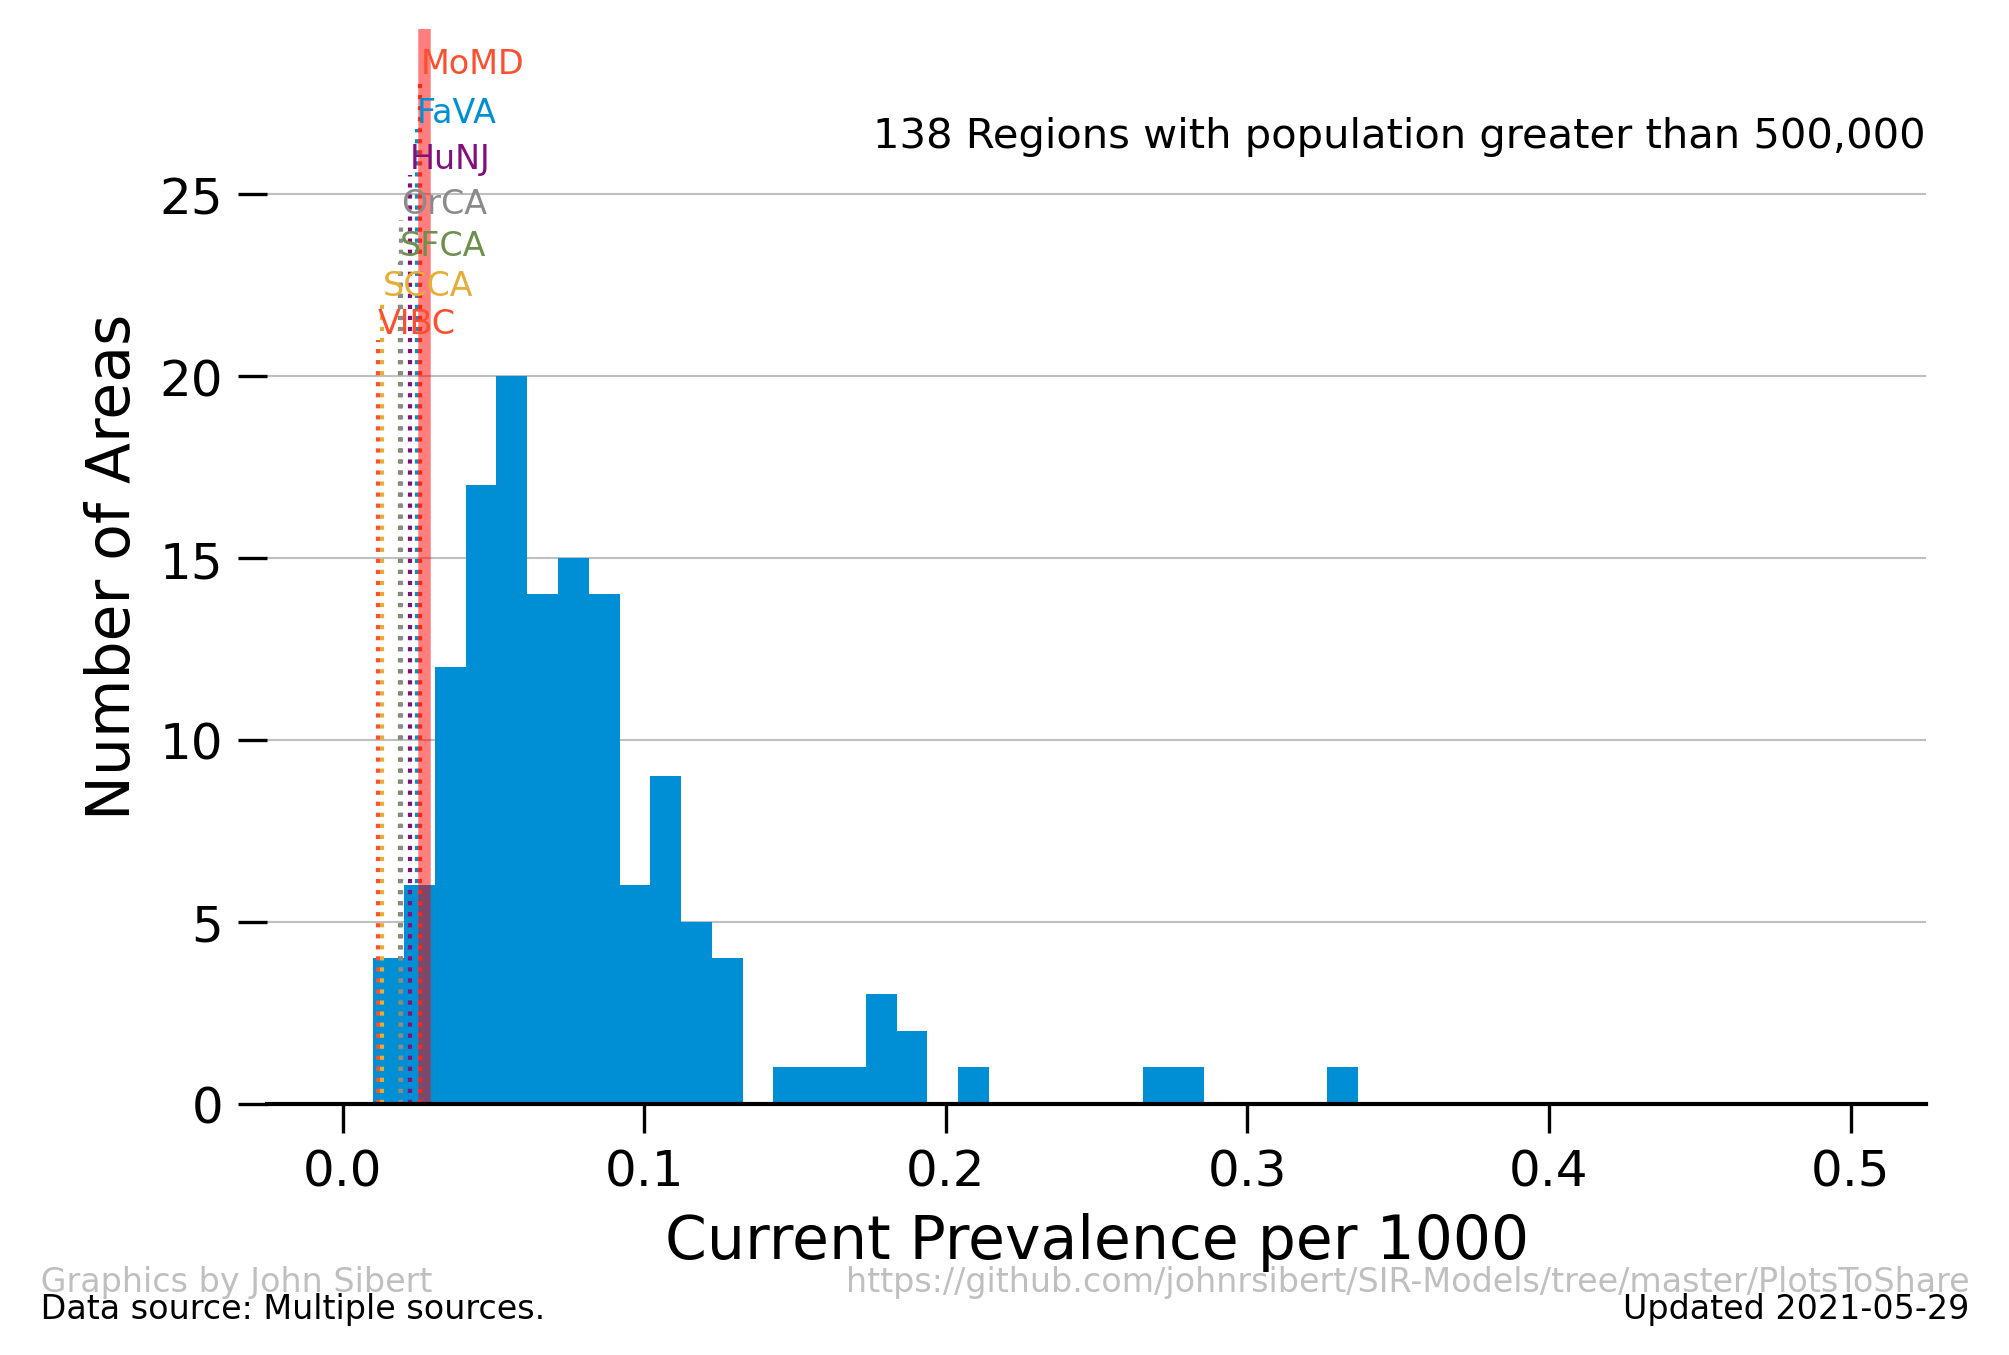 MoMD
FaVA
138 Regions with population greater than 500,000
HuNJ
25
OrCA
SFCA
SCCA
VIBC
20
15
10
5
0
Number of Areas
0.0 0.1 0.2 0.3 0.4 0.5
Current Prevalence per 1000
Graphics by John Sibert
https://github.com/johnrsibert/SIR-Models/tree/master/PlotsToShare
Data source: Multiple sources.
Updated 2021-05-29